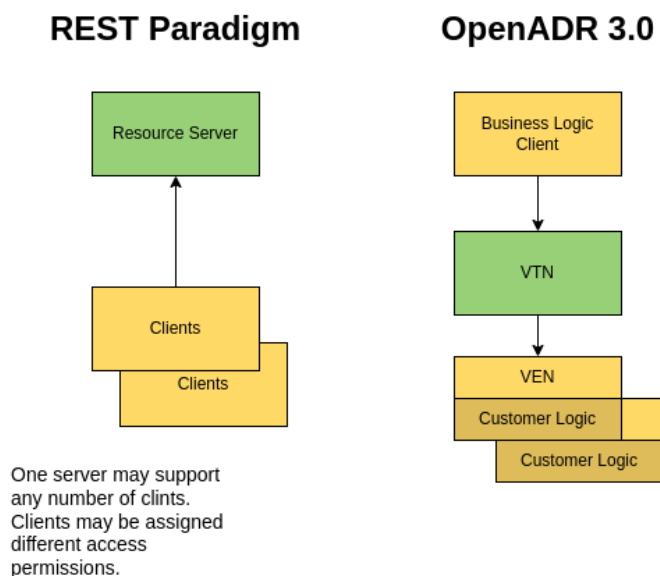 REST Paradigm
OpenADR 3.0
Resource Server
Business Logic
Client
VTN
Clients
Clients
VEN
Customer Logic
Customer Logic
One server may support
any number of clints.
Clients may be assigned
different access
permissions.